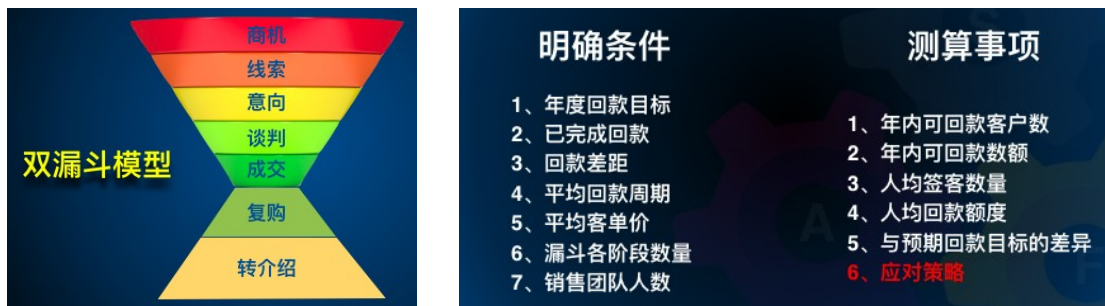 商机
线索
意向
谈判
成交
复购
转介绍
双漏斗模型
明确条件
1、年度回款目标
2、已完成回款
3、回款差距
4、平均回款周期
5、平均客单价
6、漏斗各阶段数量
7、销售团队人数
测算事项
1、年内可回款客户数
2、年内可回款数额
3、人均签客数量
4、人均回款额度
5、与预期回款目标的差异
6、应对策略